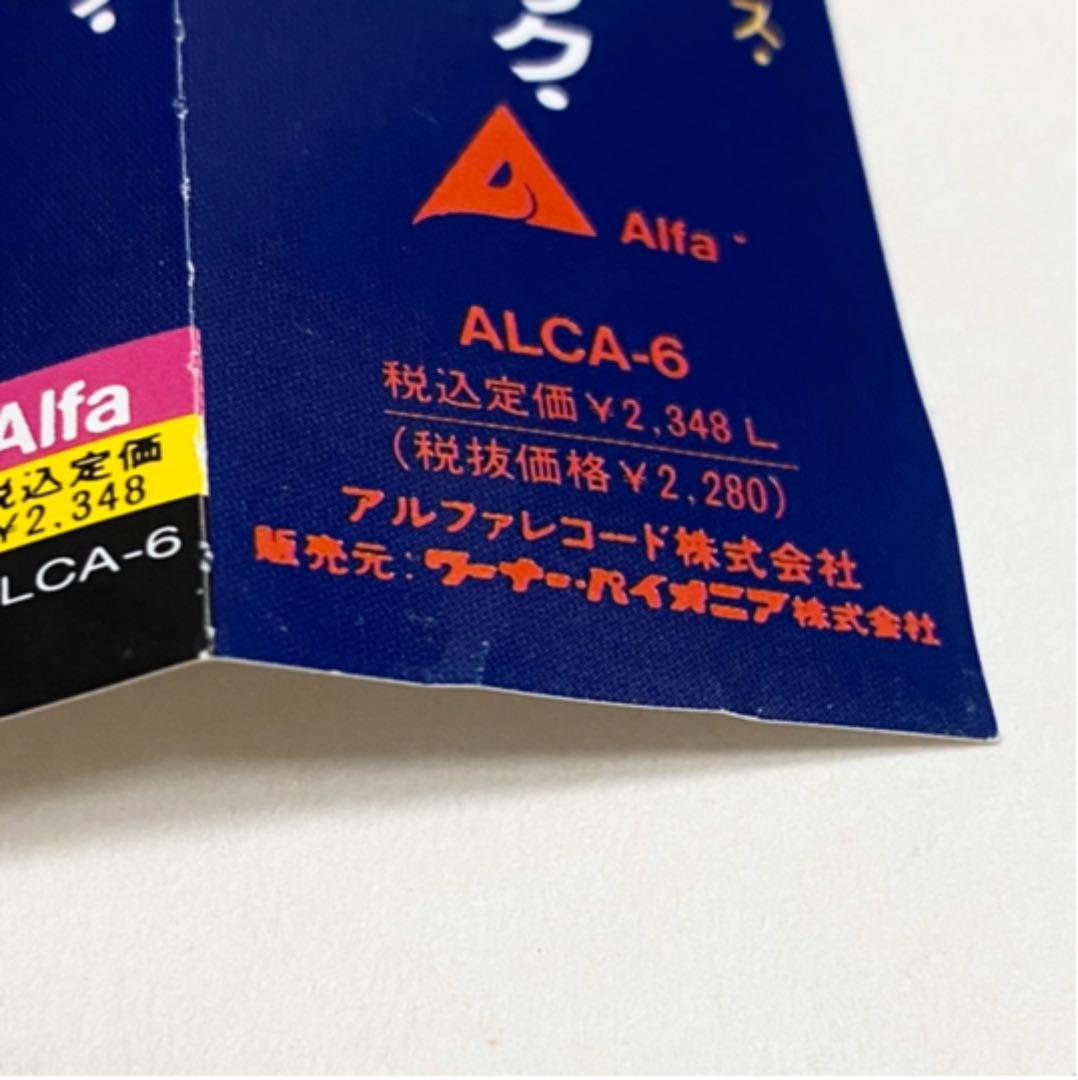 ク.
ス.
Alfa
ALCA-6
税込定価￥2,348 L
(税抜価格￥2,280)
アルファレコード株式会社
販売元:ワーナー・パイオニア株式会社
Alfa
税込定価
￥2,348
LCA-6